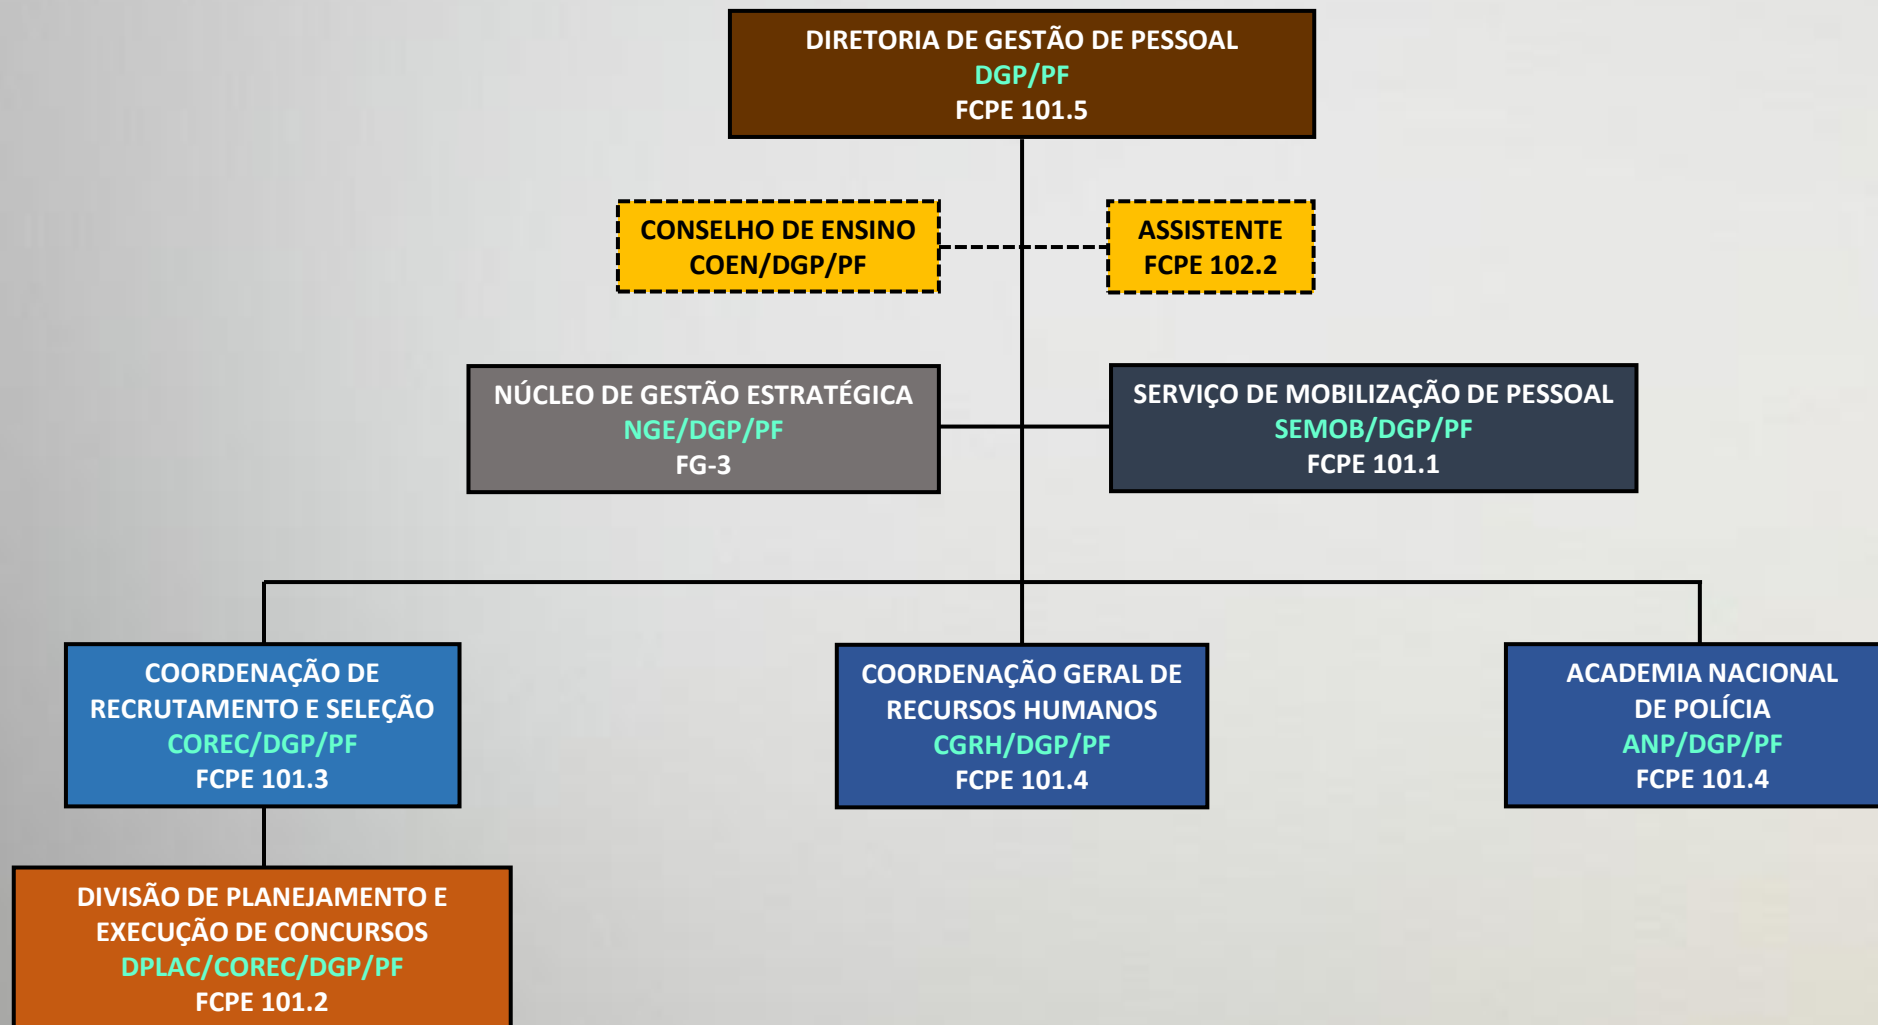 DIRETORIA DE GESTÃO DE PESSOAL
DGP/PF
FCPE 101.5
CONSELHO DE ENSINO
COEN/DGP/PF
ASSISTENTE
FCPE 102.2
NÚCLEO DE GESTÃO ESTRATÉGICA
NGE/DGP/PF
FG-3
SERVIÇO DE MOBILIZAÇÃO DE PESSOAL
SEMOB/DGP/PF
FCPE 101.1
COORDENAÇÃO DE
RECRUTAMENTO E SELEÇÃO
COREC/DGP/PF
FCPE 101.3
COORDENAÇÃO GERAL DE
RECURSOS HUMANOS
CGRH/DGP/PF
FCPE 101.4
ACADEMIA NACIONAL
DE POLÍCIA
ANP/DGP/PF
FCPE 101.4
DIVISÃO DE PLANEJAMENTO E
EXECUÇÃO DE CONCURSOS
DPLAC/COREC/DGP/PF
FCPE 101.2